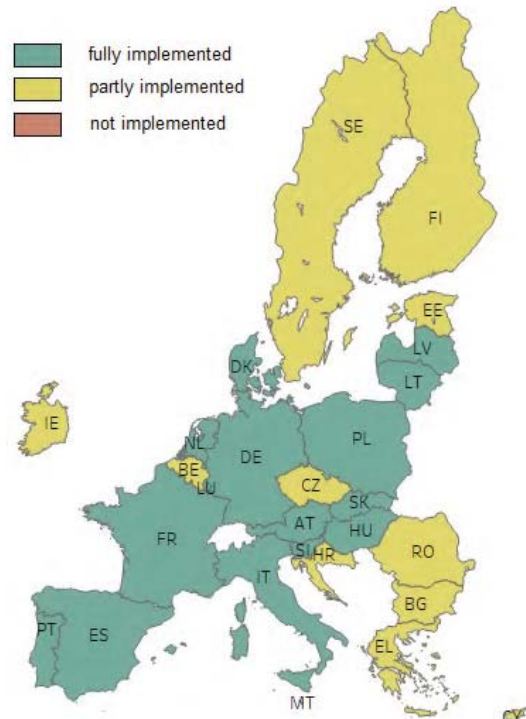 fully implemented
partly implemented
not implemented
SE
FI
EE
LV
DK
LT
IE
NL
PL
BE
DE
LU
CZ
SK
AT
HU
FR
SI
HR
RO
IT
BG
PT
ES
EL
MT
CY